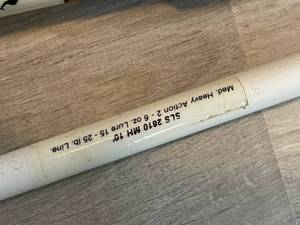 SLS 2810 MH 10'
Med. Heavy Action 2 - 6 oz. Lure 15 - 25 lb. Line.